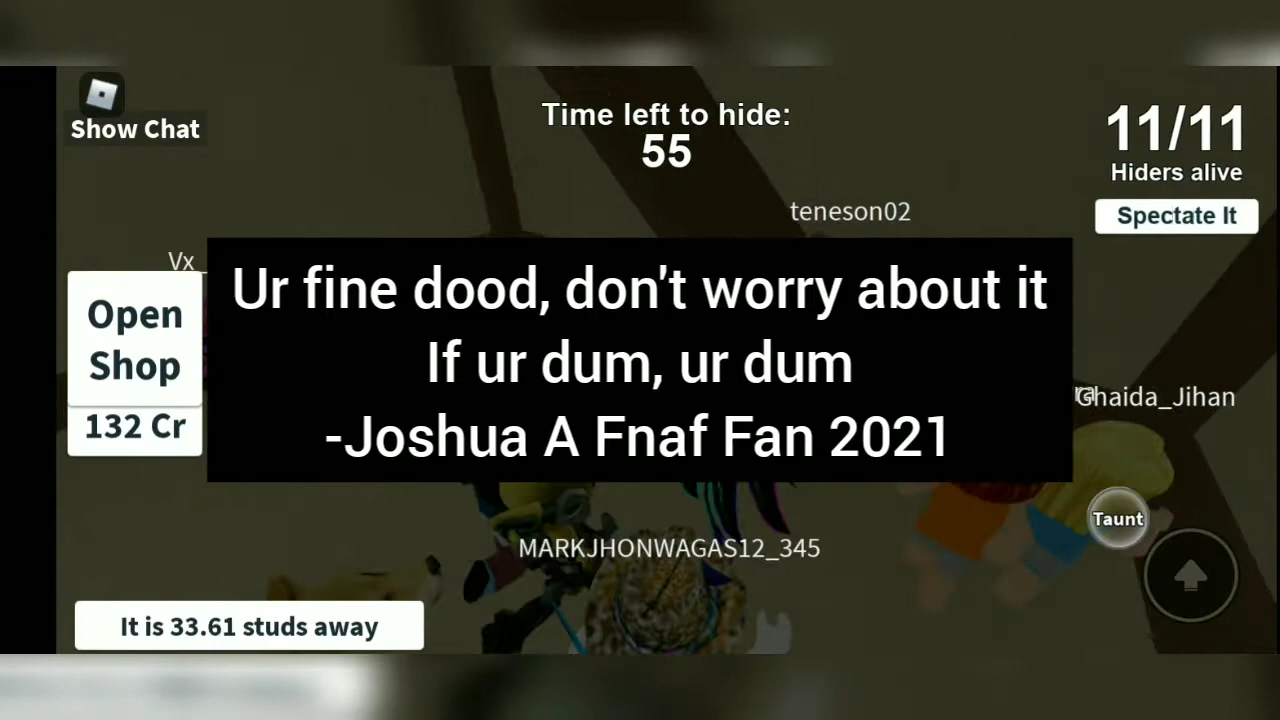 Show Chat
Time left to hide:
55
11/11
Hiders alive
Spectate It
teneson02
Vx_
Open
Shop
132 Cr
Ur fine dood, don't worry about it
If ur dum, ur dum
-Joshua A Fnaf Fan 2021
Ghaida_Jihan
Taunt
MARKJHONWAGAS12_345
It is 33.61 studs away